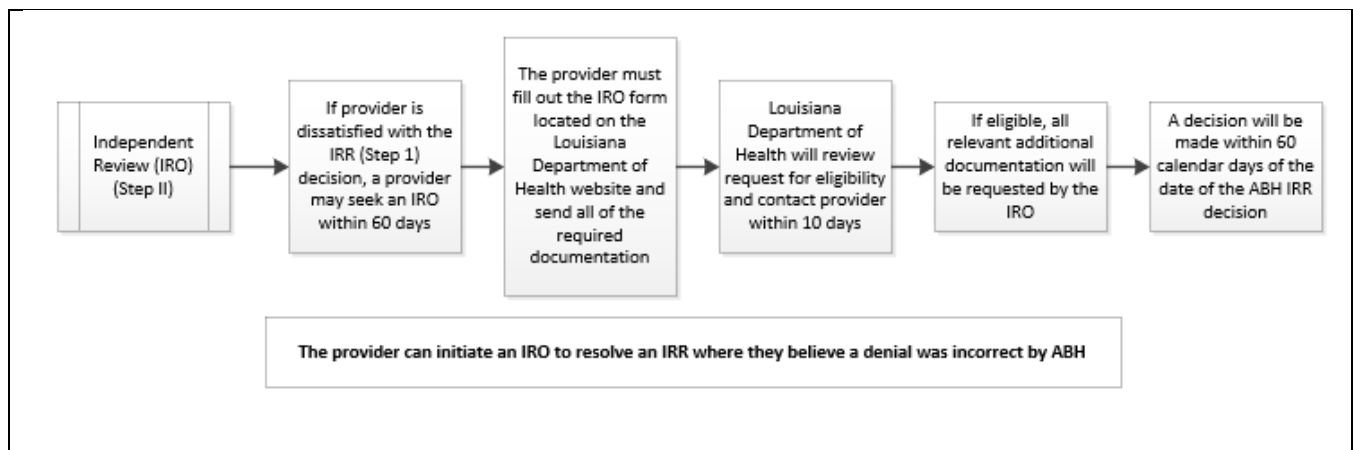 Independent
Review (IRO)
(Step II)
If provider is
dissatisfied with the
IRR (Step 1)
decision, a provider
may seek an IRO
within 60 days
The provider must
fill out the IRO form
located on the
Louisiana
Department of
Health website and
send all of the
required
documentation
Louisiana
Department of
Health will review
request for eligibility
and contact provider
within 10 days
If eligible, all
relevant additional
documentation will
be requested by the
IRO
A decision will be
made within 60
calendar days of the
date of the ABH IRR
decision
The provider can initiate an IRO to resolve an IRR where they believe a denial was incorrect by ABH